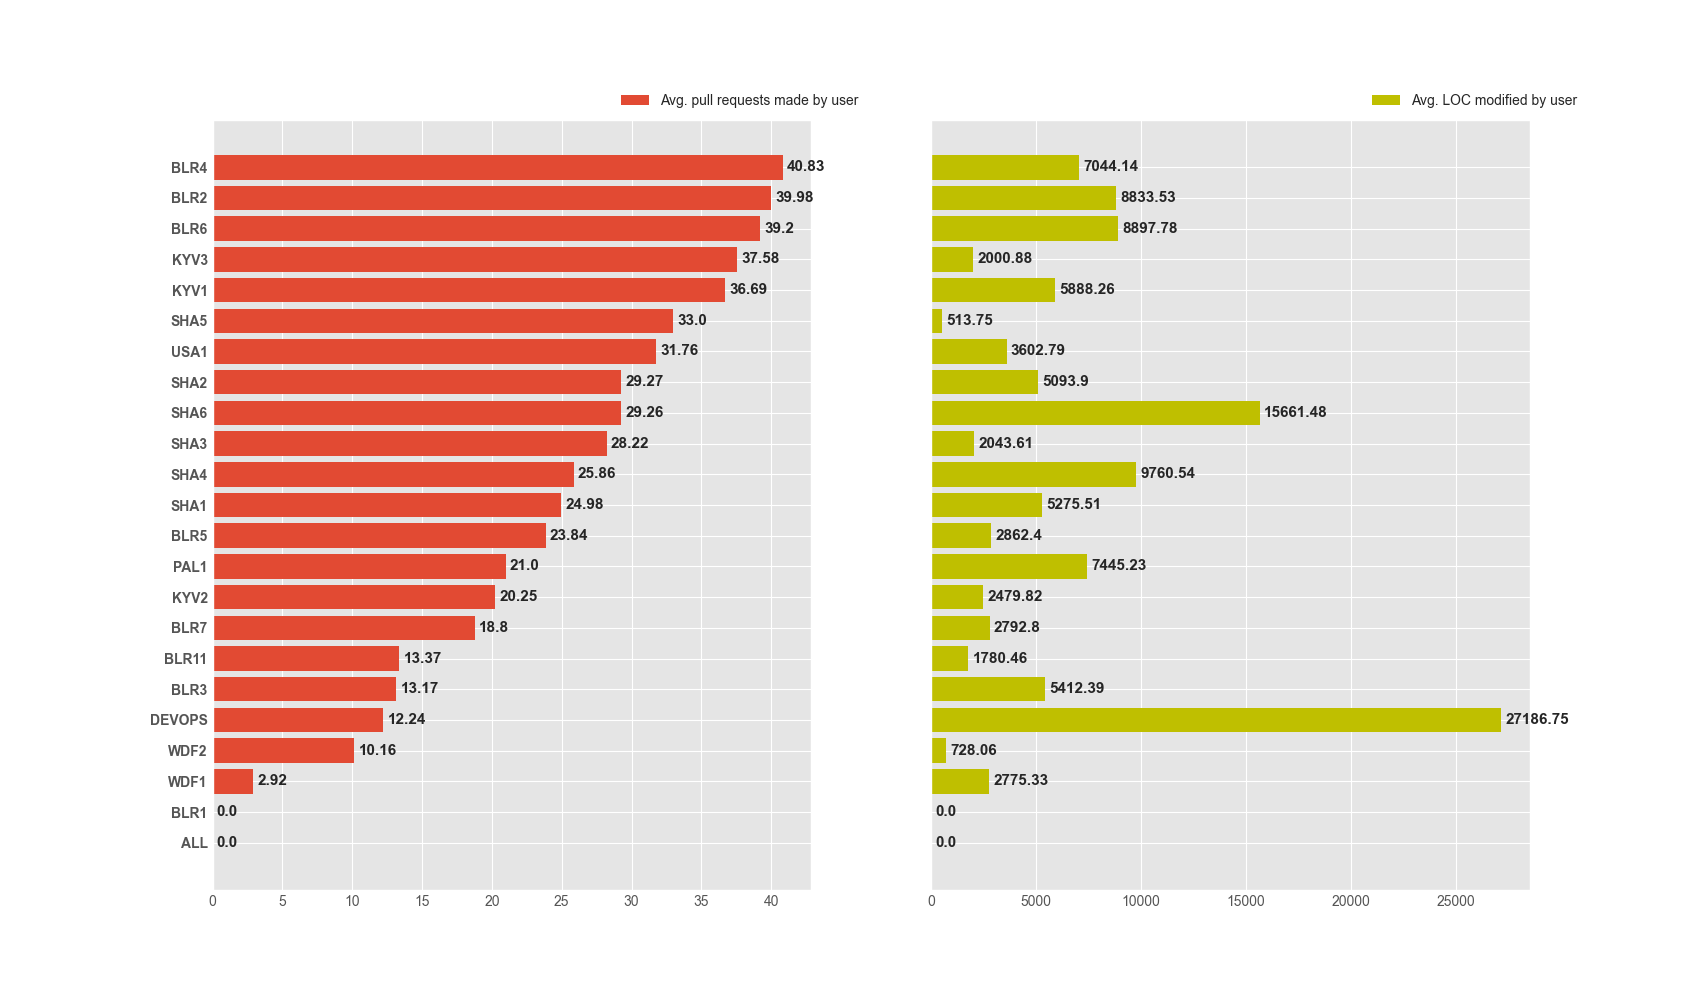 Avg. pull requests made by user
Avg. LOC modified by user
BLR4 40.83 7044.14
BLR2 39.98 8833.53
BLR6 39.2 8897.78
KYV3 37.58 2000.88
KYV1 36.69 5888.26
SHA5 33.0 513.75
USA1 31.76 3602.79
SHA2 29.27 5093.9
SHA6 29.26 15661.48
SHA3 28.22 2043.61
SHA4 25.86 9760.54
SHA1 24.98 5275.51
BLR5 23.84 2862.4
PAL1 21.0 7445.23
KYV2 20.25 2479.82
BLR7 18.8 2792.8
BLR11 13.37 1780.46
BLR3 13.17 5412.39
DEVOPS 12.24 27186.75
WDF2 10.16 728.06
WDF1 2.92 2775.33
BLR1 0.0 0.0
ALL 0.0 0.0
0 5 10 15 20 25 30 35 40
0 5000 10000 15000 20000 25000